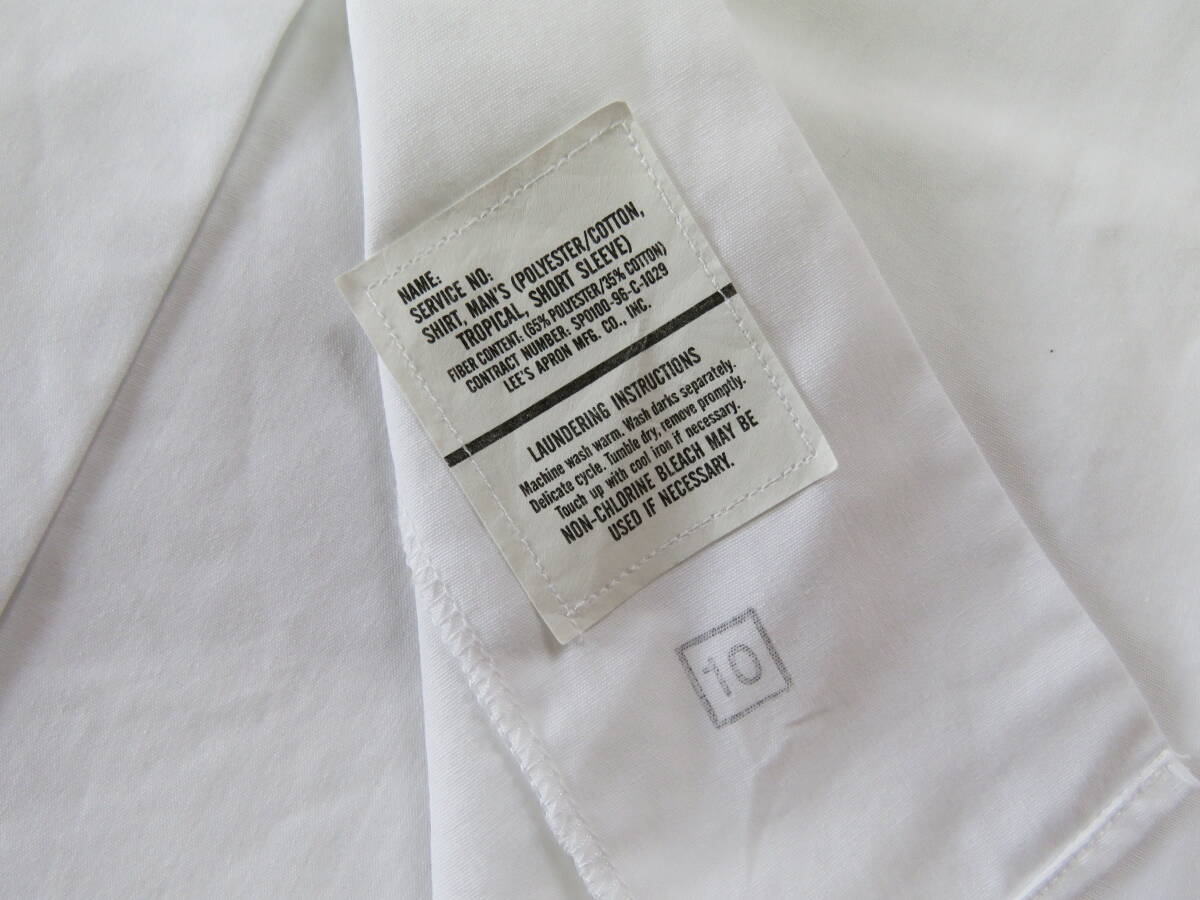 NAME:
SERVICE NO:
SHIRT, MAN'S (POLYESTER/COTTON,
TROPICAL, SHORT SLEEVE)
FIBER CONTENT: (65% POLYESTER/35% COTTON)
CONTRACT NUMBER: SP0100-96-C-1029
LEE'S APRON MFG. CO., INC.
LAUNDERING INSTRUCTIONS
Machine wash warm. Wash darks separately.
Delicate cycle. Tumble dry, remove promptly.
Touch up with cool iron if necessary.
NON-CHLORINE BLEACH MAY BE
USED IF NECESSARY.
10